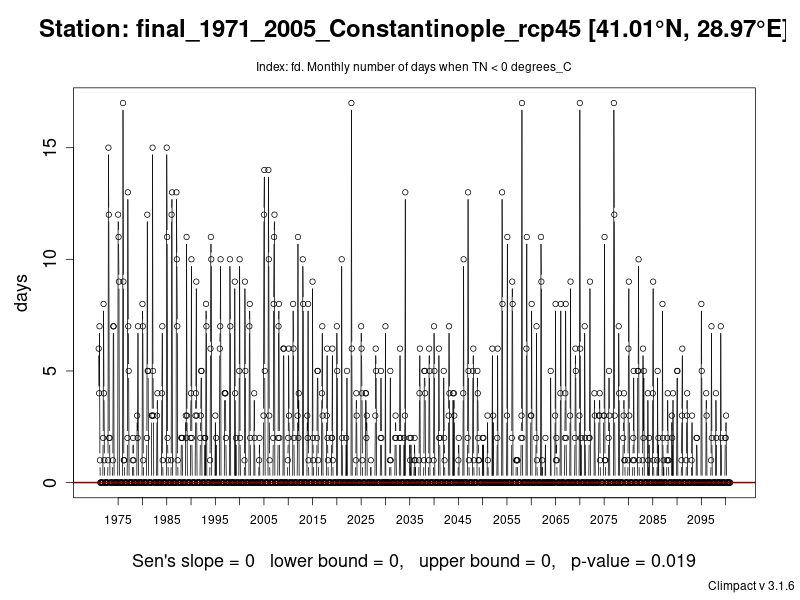 Station: final_1971_2005_Constantinople_rcp45 [41.01°N, 28.97°E]
Index: fd. Monthly number of days when TN < 0 degrees_C
15
10
5
0
days
1975 1985 1995 2005 2015 2025 2035 2045 2055 2065 2075 2085 2095
Sen's slope = 0 lower bound = 0, upper bound = 0, p-value = 0.019
Climpact v 3.1.6